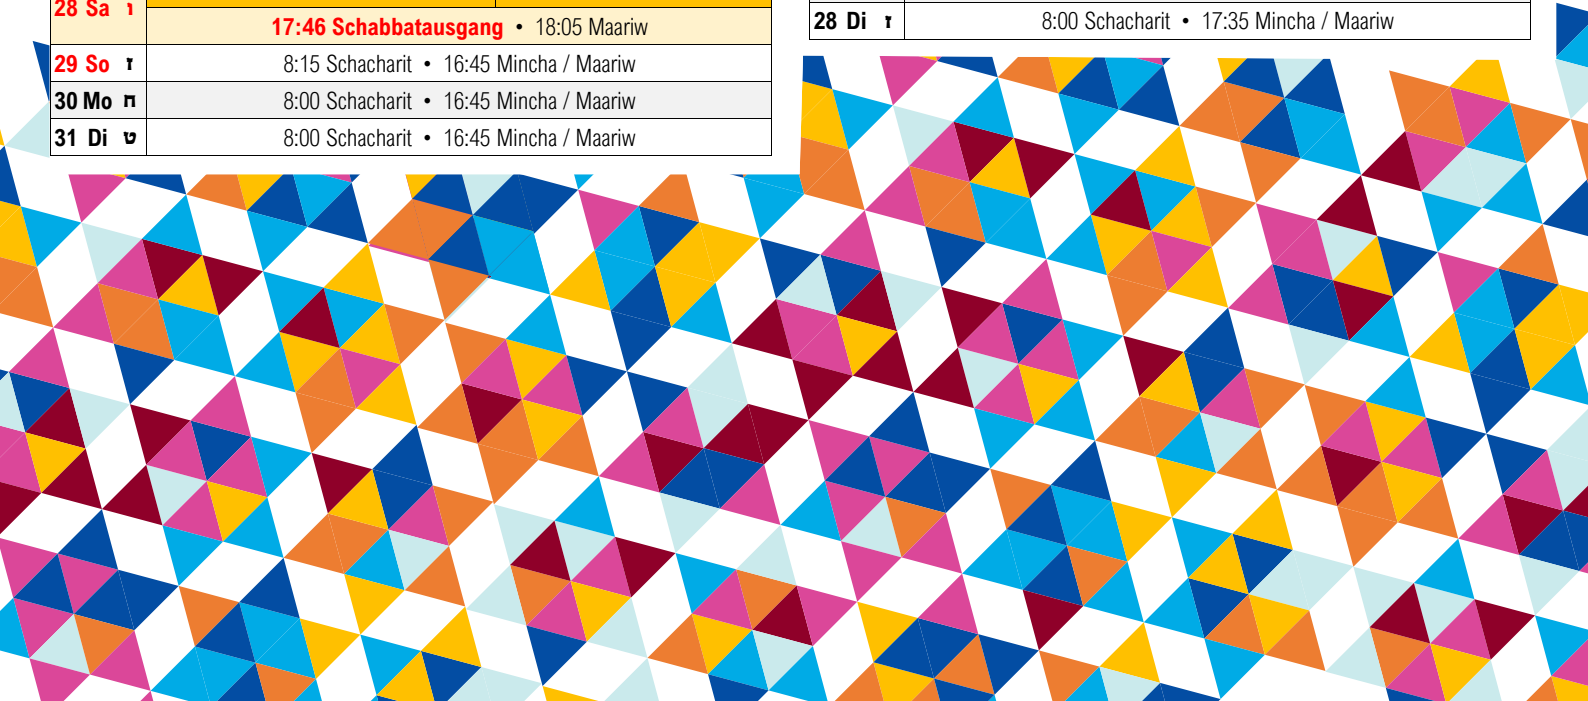 28 Sa ו
17:46 Schabbatausgang • 18:05 Maariw
29 So ז 8:15 Schacharit • 16:45 Mincha / Maariw
30 Mo ח 8:00 Schacharit • 16:45 Mincha / Maariw
31 Di ט 8:00 Schacharit • 16:45 Mincha / Maariw
28 Di ז 8:00 Schacharit • 17:35 Mincha / Maariw